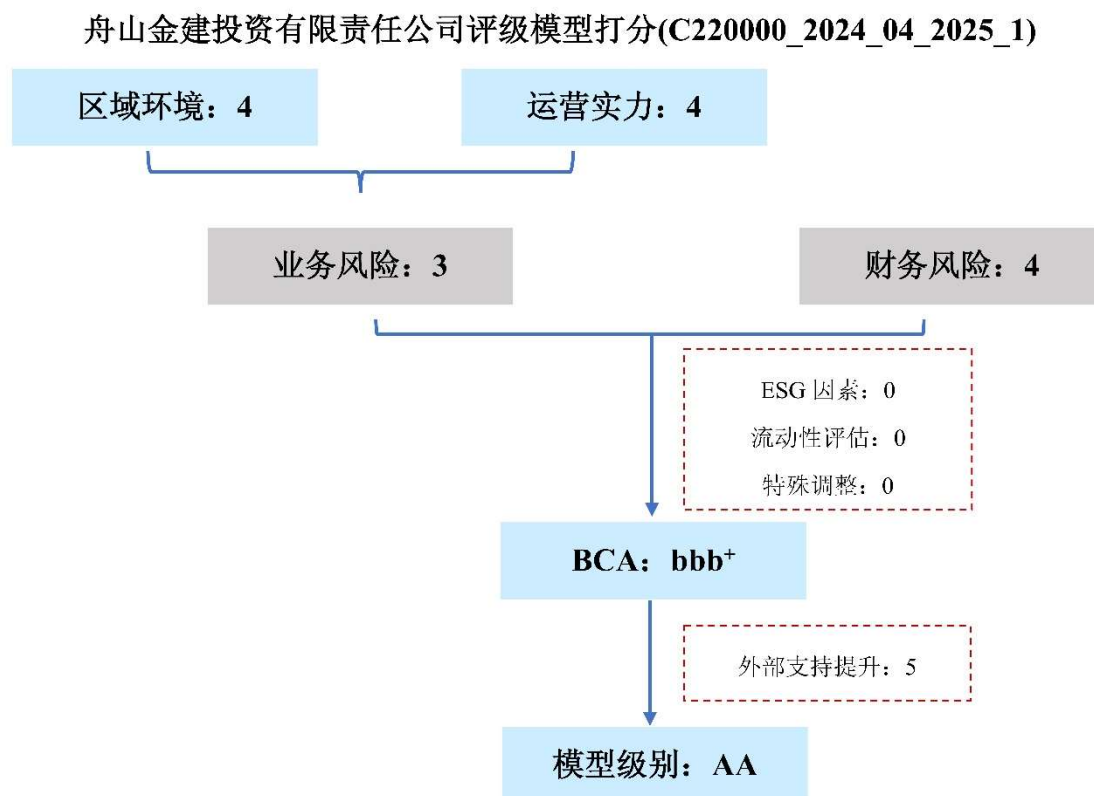 舟山金建投资有限责任公司评级模型打分(C220000_2024_04_2025_1)
区域环境：4
运营实力：4
业务风险：3
财务风险：4
ESG 因素：0
流动性评估：0
特殊调整：0
BCA：bbb⁺
外部支持提升：5
模型级别：AA